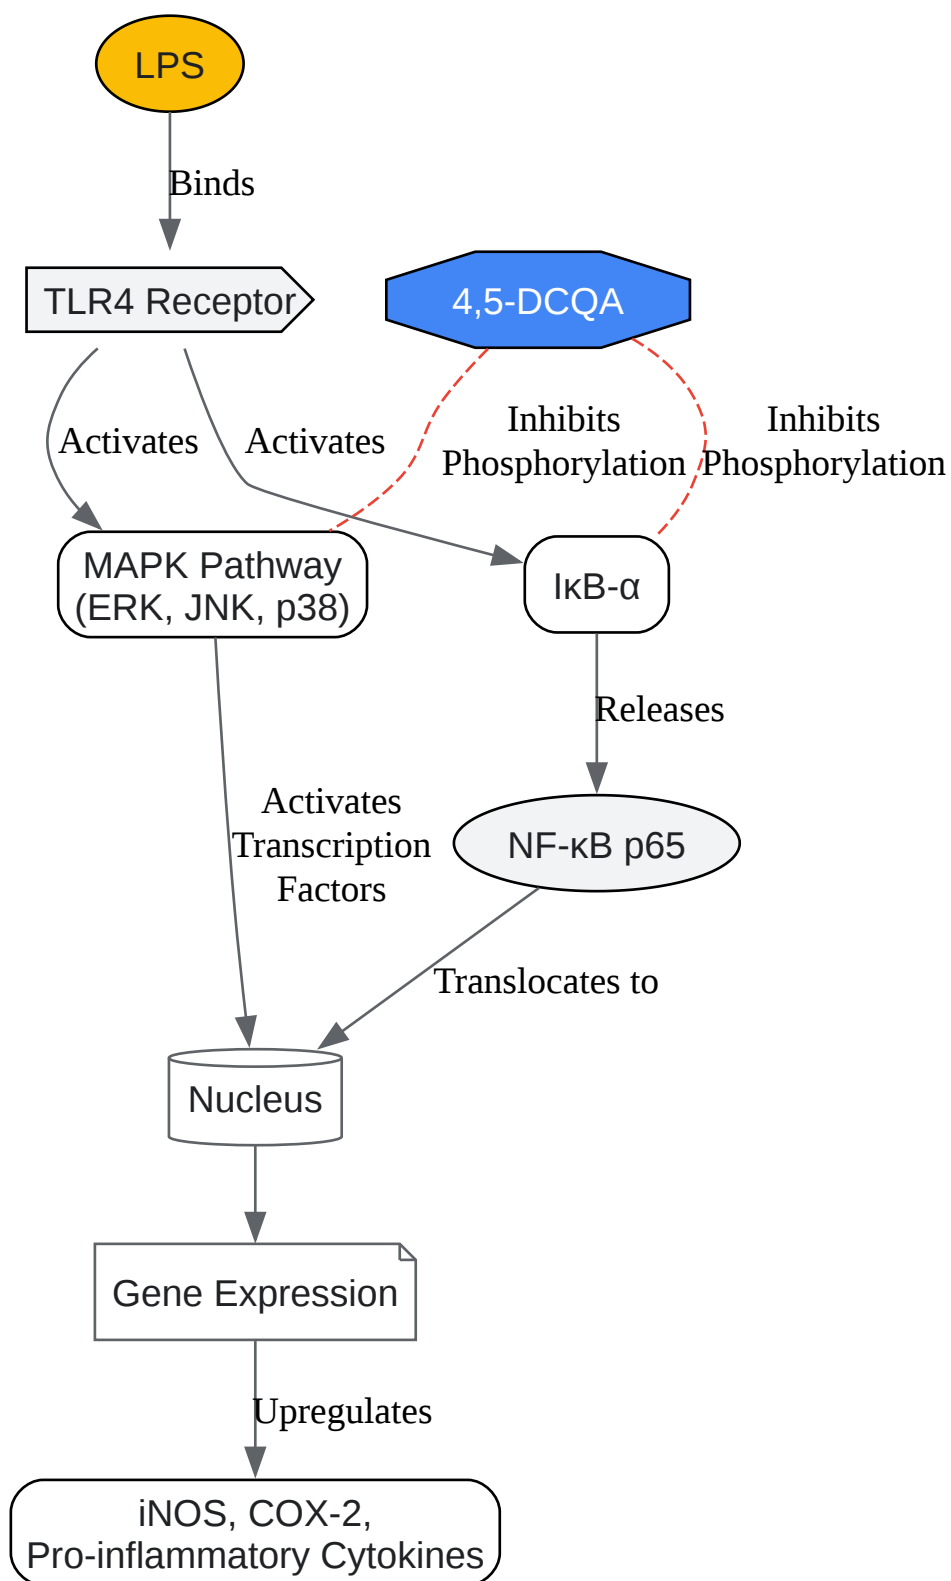 LPS
Binds
TLR4 Receptor
4,5-DCQA
Activates
Activates
Inhibits
Phosphorylation
Inhibits
Phosphorylation
MAPK Pathway
(ERK, JNK, p38)
IκB-α
Releases
Activates
Transcription
Factors
NF-κB p65
Translocates to
Nucleus
Gene Expression
Upregulates
iNOS, COX-2,
Pro-inflammatory Cytokines